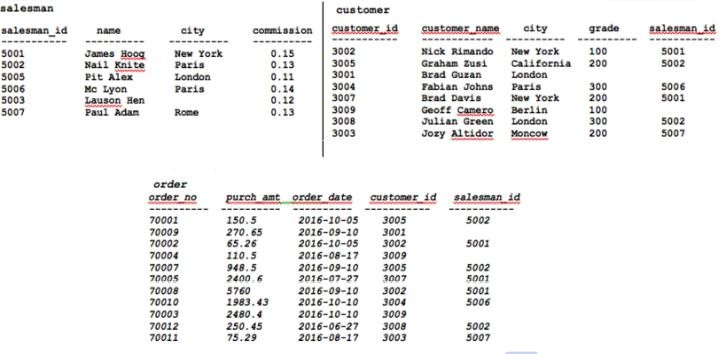 salesman
salesman_id name city commission
5001 James Hoog New York 0.15
5002 Nail Knite Paris 0.13
5005 Pit Alex London 0.11
5006 Mc Lyon Paris 0.14
5003 Lauson Hen 0.12
5007 Paul Adam Rome 0.13
customer
customer_id customer_name city grade salesman_id
3002 Nick Rimando New York 100 5001
3005 Graham Zusi California 200 5002
3001 Brad Guzan London
3004 Fabian Johns Paris 300 5006
3007 Brad Davis New York 200 5001
3009 Geoff Camero Berlin 100
3008 Julian Green London 300 5002
3003 Jozy Altidor Moncow 200 5007
order
order_no purch_amt order_date customer_id salesman_id
70001 150.5 2016-10-05 3005 5002
70009 270.65 2016-09-10 3001
70002 65.26 2016-10-05 3002 5001
70004 110.5 2016-08-17 3009
70007 948.5 2016-09-10 3005 5002
70005 2400.6 2016-07-27 3007 5001
70008 5760 2016-09-10 3002 5001
70010 1983.43 2016-10-10 3004 5006
70003 2480.4 2016-10-10 3009
70012 250.45 2016-06-27 3008 5002
70011 75.29 2016-08-17 3003 5007